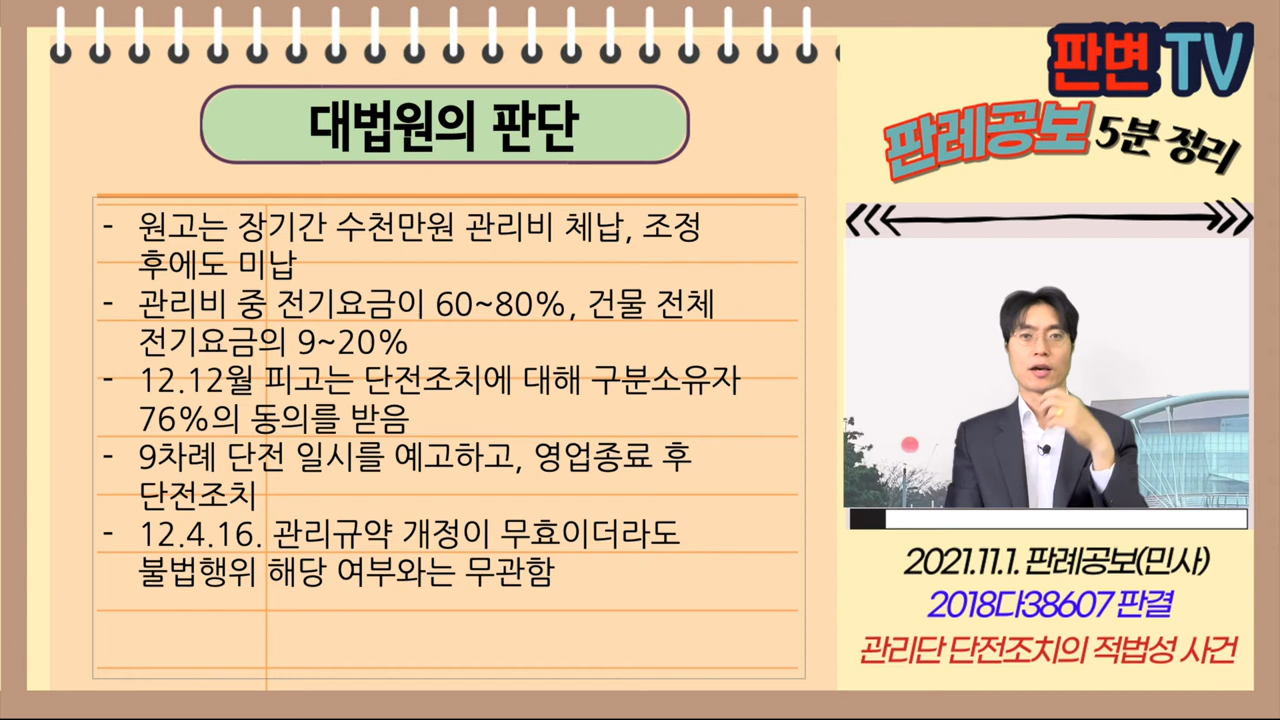 대법원의 판단
- 원고는 장기간 수천만원 관리비 체납, 조정
후에도 미납
- 관리비 중 전기요금이 60~80%, 건물 전체
전기요금의 9~20%
- 12.12월 피고는 단전조치에 대해 구분소유자
76%의 동의를 받음
- 9차례 단전 일시를 예고하고, 영업종료 후
단전조치
- 12.4.16. 관리규약 개정이 무효이더라도
불법행위 해당 여부와는 무관함
판변 TV
판례공보 5분 정리
2021.11.1. 판례공보(민사)
2018다38607 판결
관리단 단전조치의 적법성 사건